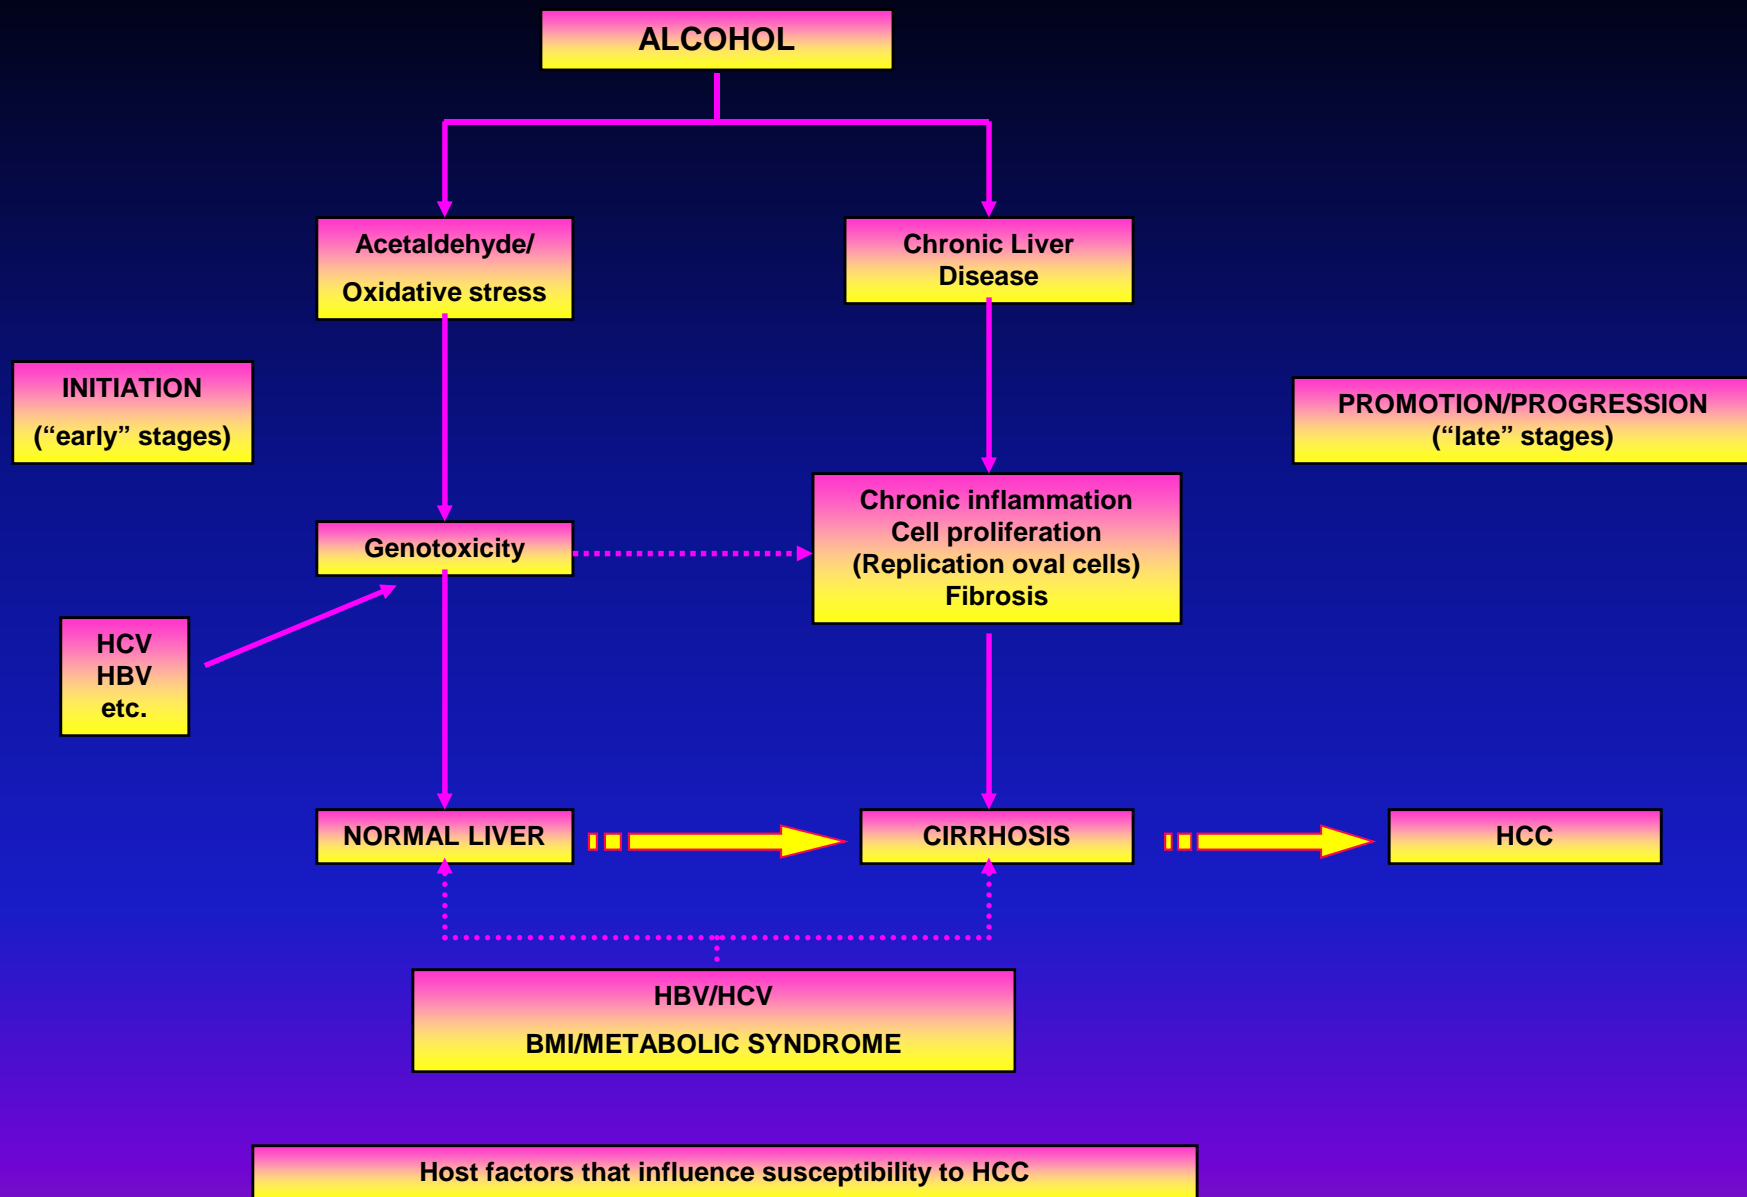 ALCOHOL
Acetaldehyde/
Oxidative stress
Chronic Liver
Disease
INITIATION
(“early” stages)
PROMOTION/PROGRESSION
(“late” stages)
Chronic inflammation
Cell proliferation
(Replication oval cells)
Fibrosis
Genotoxicity
HCV
HBV
etc.
NORMAL LIVER
CIRRHOSIS
HCC
HBV/HCV
BMI/METABOLIC SYNDROME
Host factors that influence susceptibility to HCC